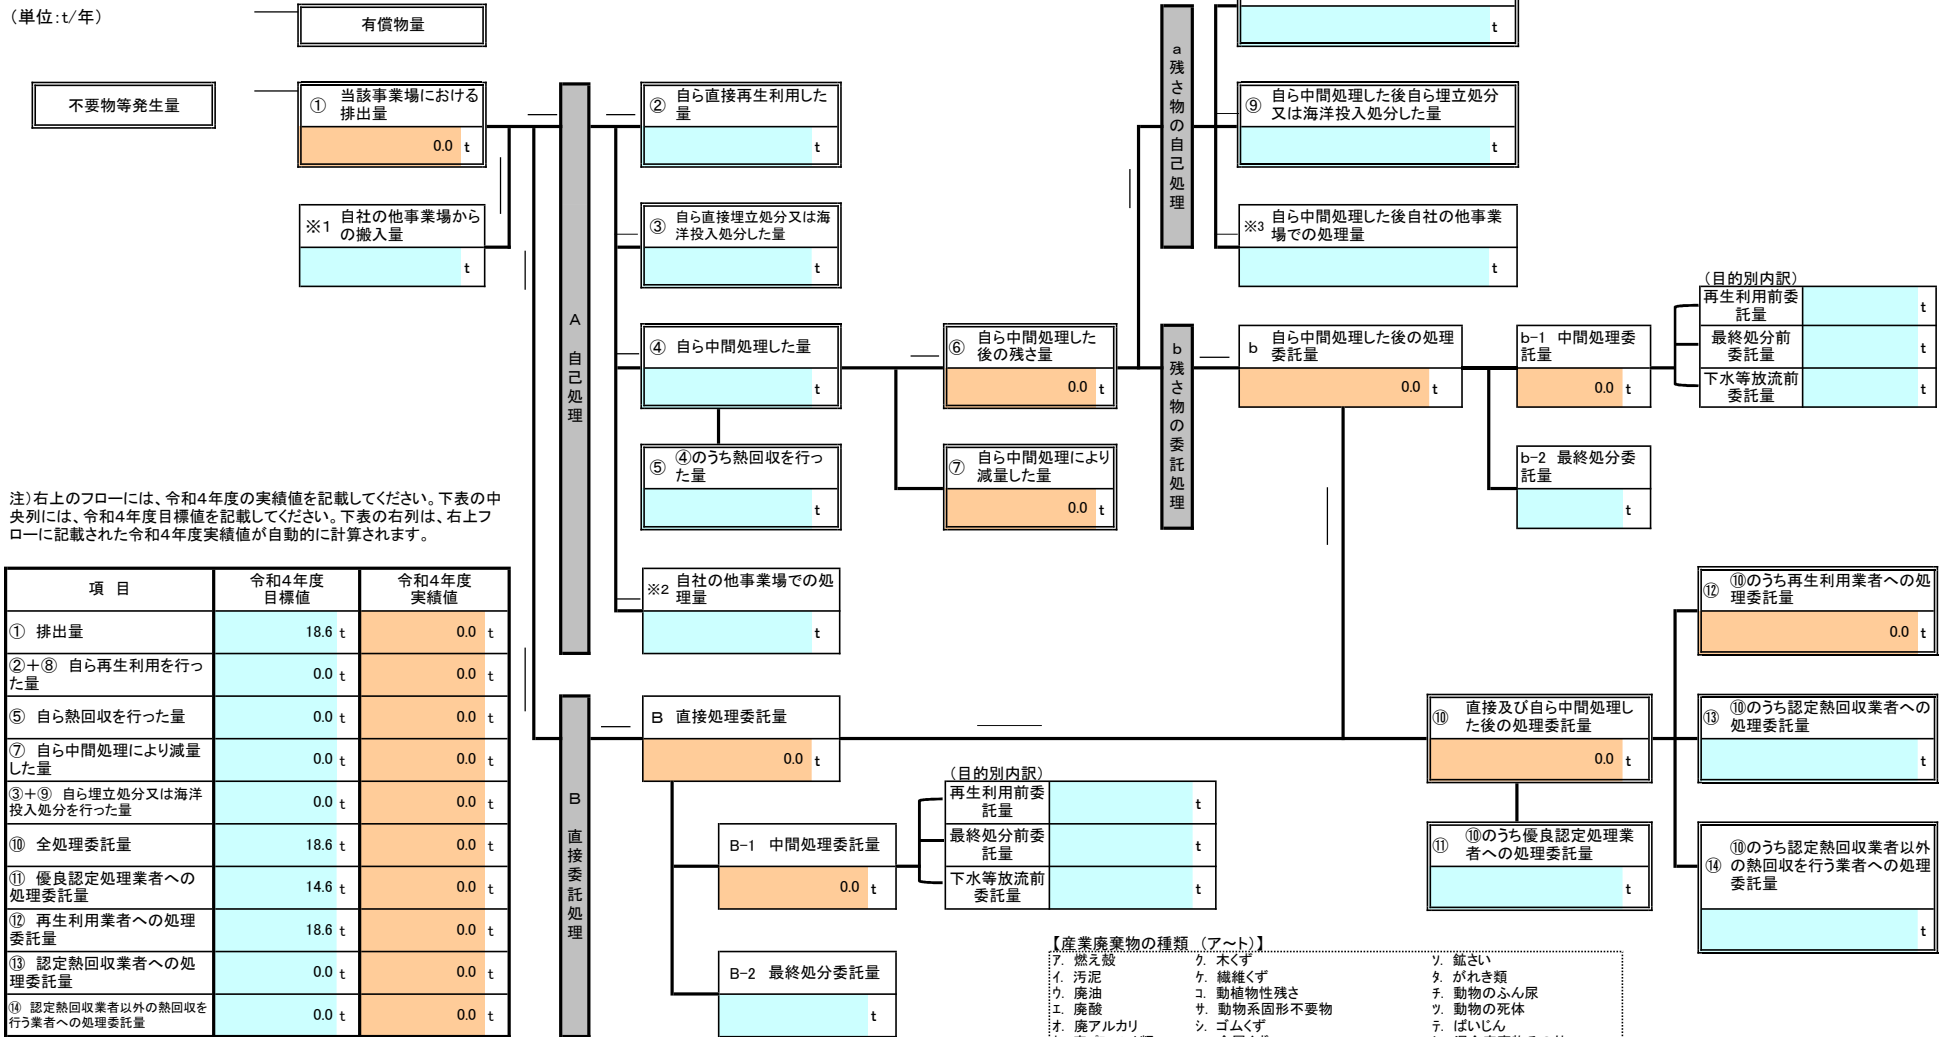 (単位:t/年)
有償物量
不要物等発生量
① 当該事業場における
排出量
0.0 t
※1 自社の他事業場から
の搬入量
t
A 自己処理
② 自ら直接再生利用した
量
t
③ 自ら直接埋立処分又は海
洋投入処分した量
t
④ 自ら中間処理した量
t
⑤ ④のうち熱回収を行っ
た量
t
※2 自社の他事業場での処
理量
t
⑥ 自ら中間処理した
後の残さ量
0.0 t
⑦ 自ら中間処理により
減量した量
0.0 t
a 残さ物の自己処理
t
⑨ 自ら中間処理した後自ら埋立処分
又は海洋投入処分した量
t
※3 自ら中間処理した後自社の他事業
場での処理量
t
b 残さ物の委託処理
b 自ら中間処理した後の処理
委託量
0.0 t
b-1 中間処理委
託量
0.0 t
b-2 最終処分委
託量
t
(目的別内訳)
再生利用前委
託量
t
最終処分前
委託量
t
下水等放流前
委託量
t
注)右上のフローには、令和4年度の実績値を記載してください。下表の中
央列には、令和4年度目標値を記載してください。下表の右列は、右上フ
ローに記載された令和4年度実績値が自動的に計算されます。
項 目 令和4年度
目標値 令和4年度
実績値
① 排出量 18.6 t 0.0 t
②+⑧ 自ら再生利用を行っ
た量 0.0 t 0.0 t
⑤ 自ら熱回収を行った量 0.0 t 0.0 t
⑦ 自ら中間処理により減量
した量 0.0 t 0.0 t
③+⑨ 自ら埋立処分又は海洋
投入処分を行った量 0.0 t 0.0 t
⑩ 全処理委託量 18.6 t 0.0 t
⑪ 優良認定処理業者への
処理委託量 14.6 t 0.0 t
⑫ 再生利用業者への処理
委託量 18.6 t 0.0 t
⑬ 認定熱回収業者への処
理委託量 0.0 t 0.0 t
⑭ 認定熱回収業者以外の熱回収を
行う業者への処理委託量 0.0 t 0.0 t
B 直接委託処理
B 直接処理委託量
0.0 t
B-1 中間処理委託量
0.0 t
B-2 最終処分委託量
t
(目的別内訳)
再生利用前委
託量
t
最終処分前委
託量
t
下水等放流前
委託量
t
⑩ 直接及び自ら中間処理し
た後の処理委託量
0.0 t
⑪ ⑩のうち優良認定処理業
者への処理委託量
t
⑫ ⑩のうち再生利用業者への処
理委託量
0.0 t
⑬ ⑩のうち認定熱回収業者への
処理委託量
t
⑭ ⑩のうち認定熱回収業者以外
の熱回収を行う業者への処理
委託量
t
【産業廃棄物の種類 (ア~ト)】
ア. 燃え殻 ク. 木くず ソ. 鉱さい
イ. 汚泥 ケ. 繊維くず タ. がれき類
ウ. 廃油 コ. 動植物性残さ チ. 動物のふん尿
エ. 廃酸 サ. 動物系固形不要物 ツ. 動物の死体
オ. 廃アルカリ シ. ゴムくず テ. ばいじん